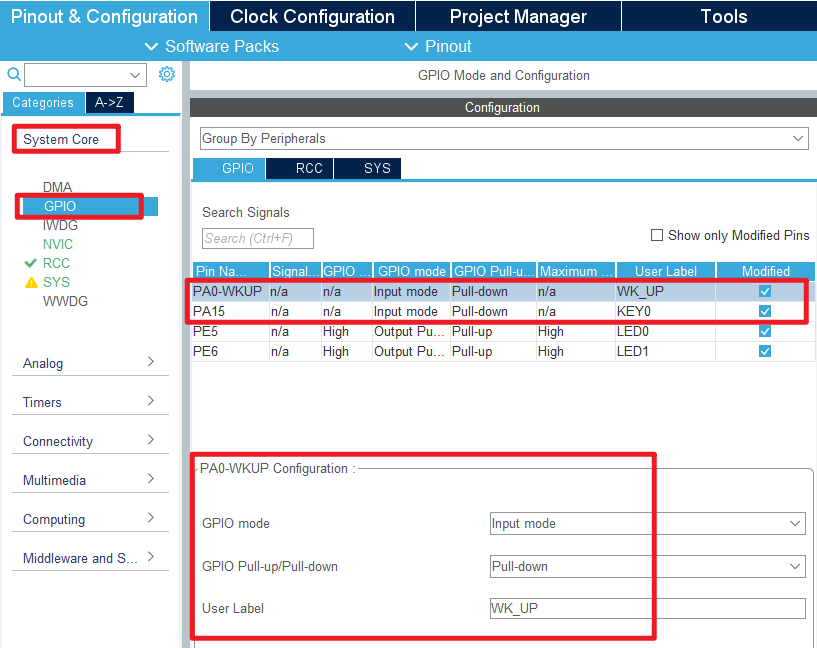 Pinout & Configuration Clock Configuration Project Manager Tools
Software Packs Pinout
GPIO Mode and Configuration
Categories A->Z
Configuration
System Core
Group By Peripherals
GPIO RCC SYS
DMA
GPIO
IWDG
NVIC
RCC
SYS
WWDG
Search Signals
Search (Ctrl+F)
Show only Modified Pins
Pin Na... Signal... GPIO ... GPIO mode GPIO Pull-u... Maximum ... User Label Modified
PA0-WKUP n/a n/a Input mode Pull-down n/a WK_UP
PA15 n/a n/a Input mode Pull-down n/a KEY0
PE5 n/a High Output Pu... Pull-up High LED0
PE6 n/a High Output Pu... Pull-up High LED1
Analog
Timers
Connectivity
Multimedia
Computing
Middleware and S...
PA0-WKUP Configuration :
GPIO mode Input mode
GPIO Pull-up/Pull-down Pull-down
User Label WK_UP